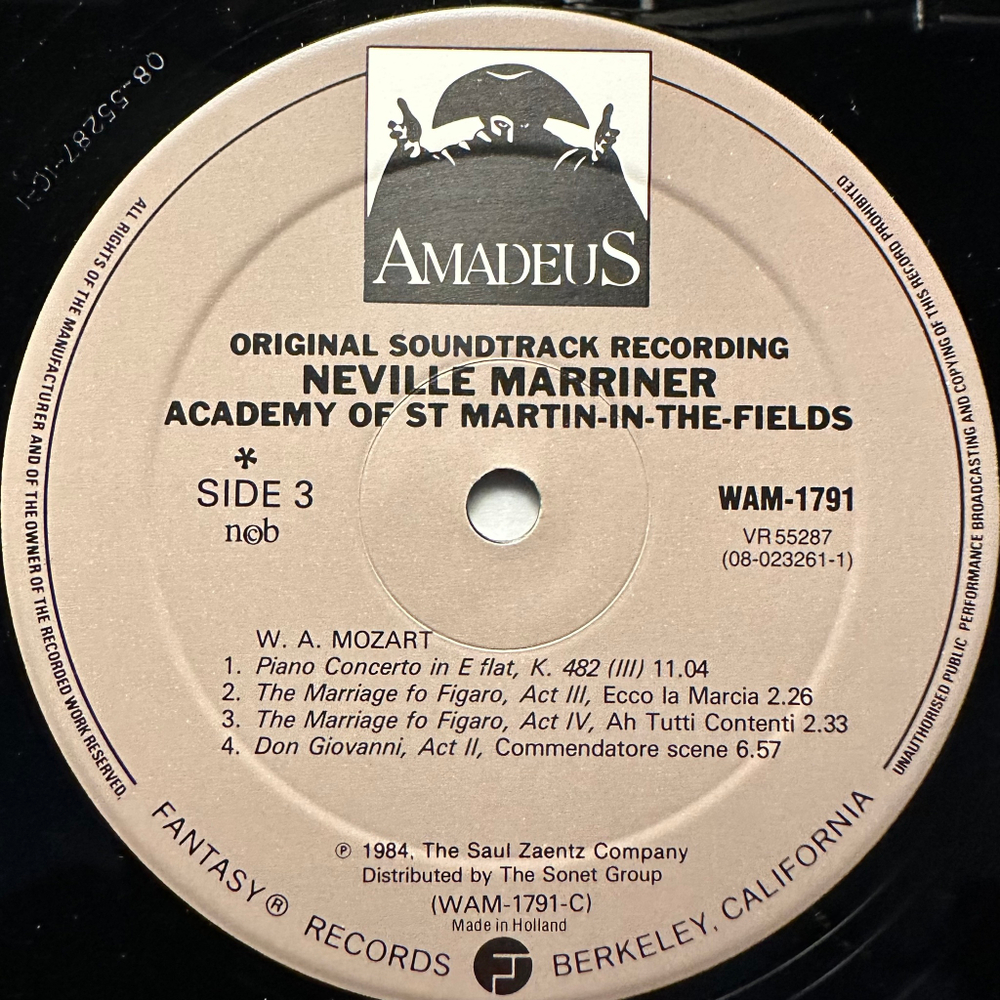 08-55287-1C-1
AMADEUS
ORIGINAL SOUNDTRACK RECORDING
NEVILLE MARRINER
ACADEMY OF ST MARTIN-IN-THE-FIELDS
*
SIDE 3
n©b
WAM-1791
VR 55287
(08-023261-1)
W. A. MOZART
1. Piano Concerto in E flat, K. 482 (III) 11.04
2. The Marriage fo Figaro, Act III, Ecco la Marcia 2.26
3. The Marriage fo Figaro, Act IV, Ah Tutti Contenti 2.33
4. Don Giovanni, Act II, Commendatore scene 6.57
℗ 1984, The Saul Zaentz Company
Distributed by The Sonet Group
(WAM-1791-C)
Made in Holland
FANTASY® RECORDS BERKELEY, CALIFORNIA
ALL RIGHTS OF THE MANUFACTURER AND OF THE OWNER OF THE RECORDED WORK RESERVED.
UNAUTHORISED PUBLIC PERFORMANCE BROADCASTING AND COPYING OF THIS RECORD PROHIBITED